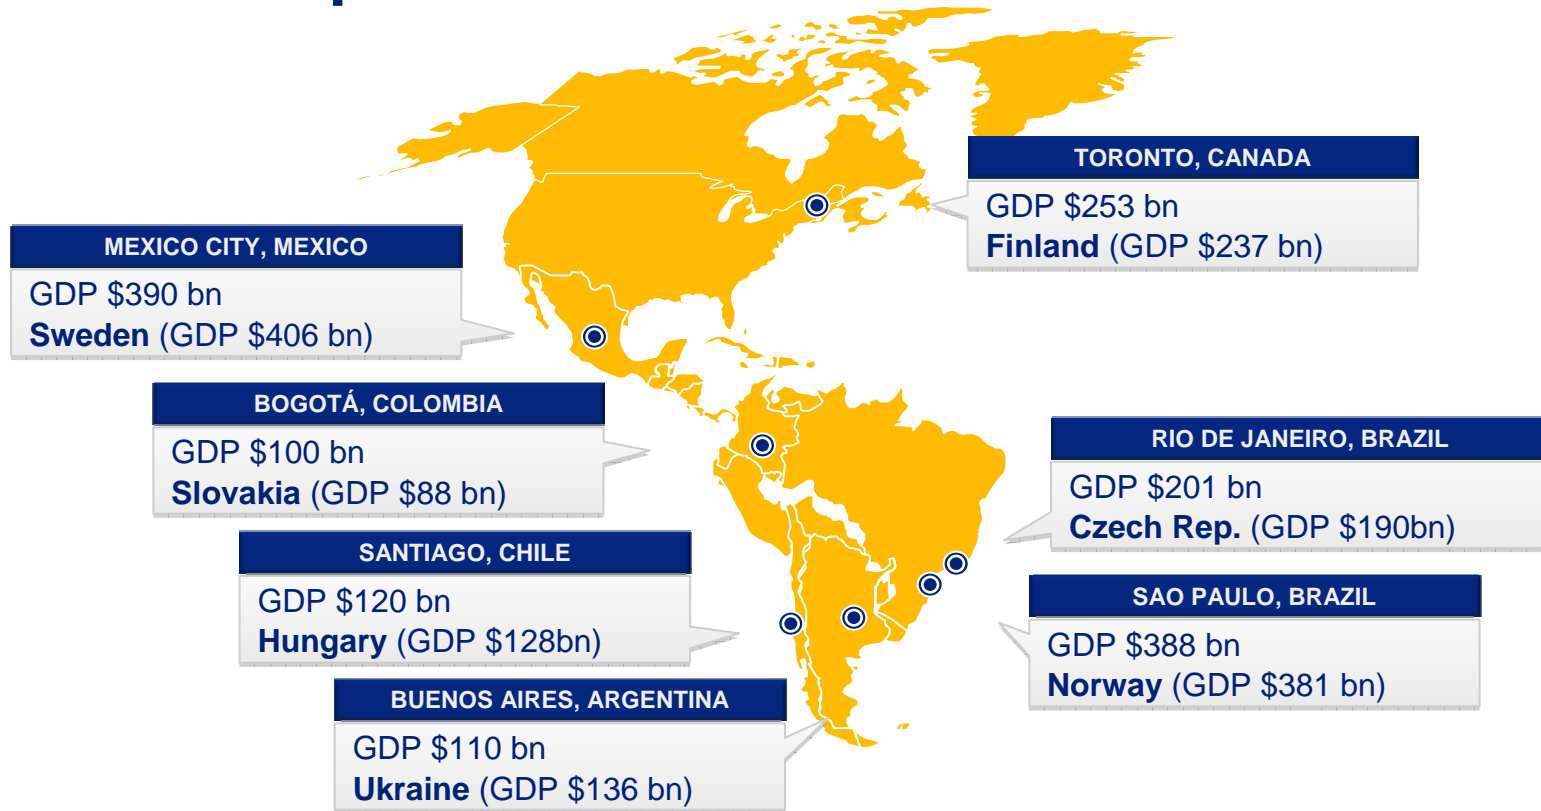 TORONTO, CANADA
GDP $253 bn
Finland (GDP $237 bn)
MEXICO CITY, MEXICO
GDP $390 bn
Sweden (GDP $406 bn)
BOGOTÁ, COLOMBIA
GDP $100 bn
Slovakia (GDP $88 bn)
RIO DE JANEIRO, BRAZIL
GDP $201 bn
Czech Rep. (GDP $190bn)
SANTIAGO, CHILE
GDP $120 bn
Hungary (GDP $128bn)
SAO PAULO, BRAZIL
GDP $388 bn
Norway (GDP $381 bn)
BUENOS AIRES, ARGENTINA
GDP $110 bn
Ukraine (GDP $136 bn)